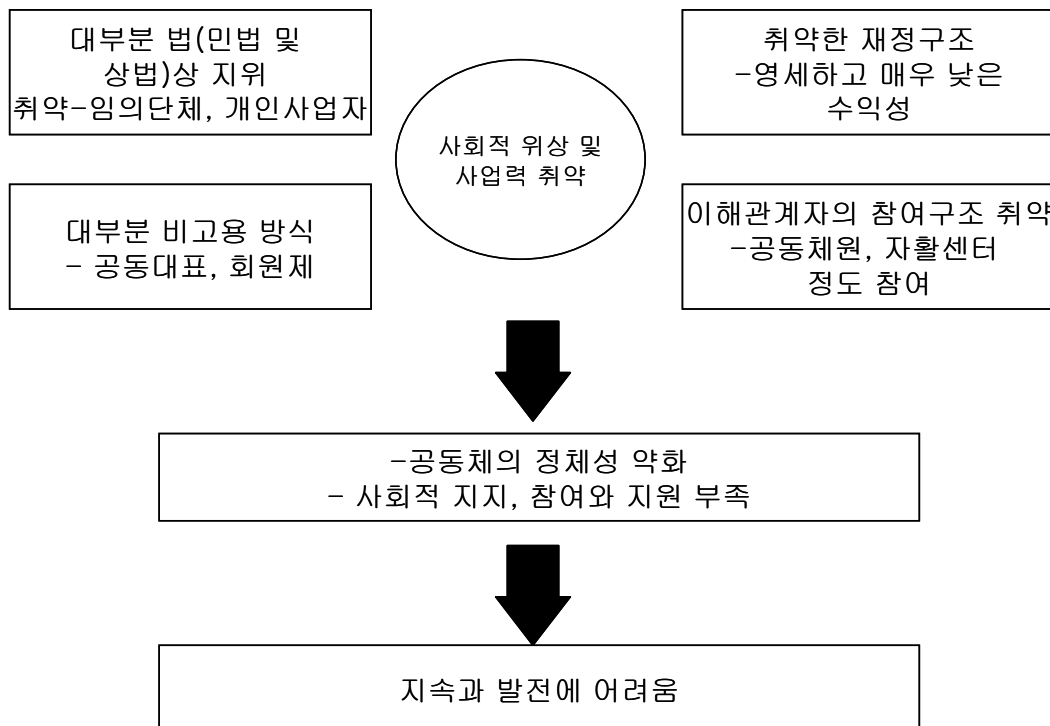 대부분 법(민법 및
상법)상 지위
취약-임의단체, 개인사업자
사회적 위상 및
사업력 취약
취약한 재정구조
-영세하고 매우 낮은
수익성
대부분 비고용 방식
- 공동대표, 회원제
이해관계자의 참여구조 취약
-공동체원, 자활센터
정도 참여
-공동체의 정체성 약화
- 사회적 지지, 참여와 지원 부족
지속과 발전에 어려움